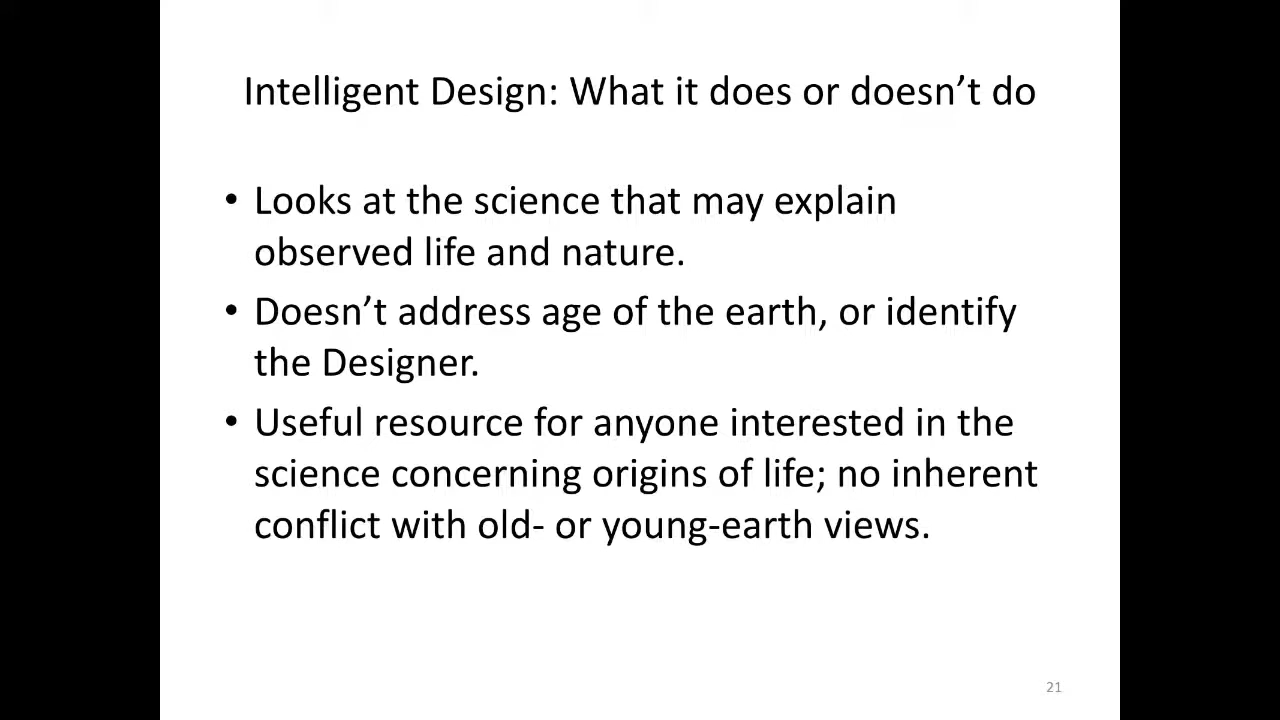 Intelligent Design: What it does or doesn’t do
• Looks at the science that may explain
observed life and nature.
• Doesn’t address age of the earth, or identify
the Designer.
• Useful resource for anyone interested in the
science concerning origins of life; no inherent
conflict with old- or young-earth views.
21